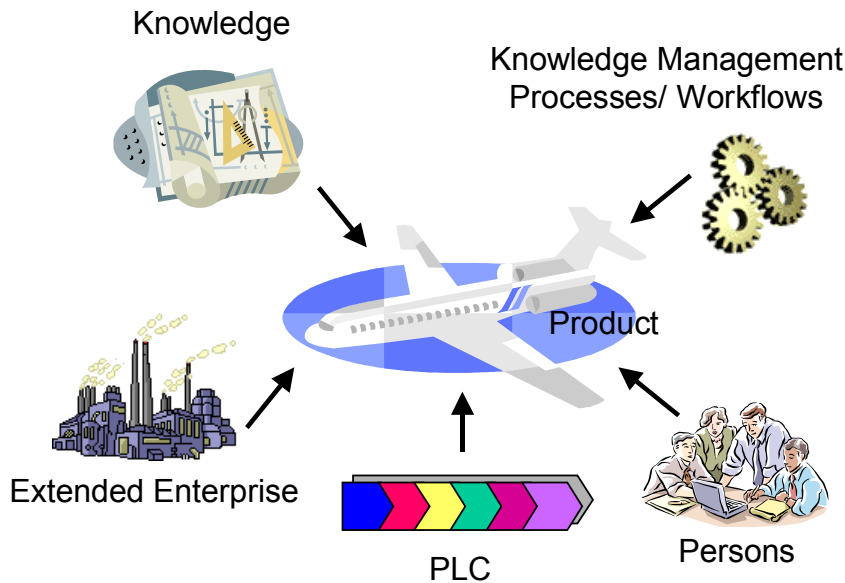 Knowledge
Knowledge Management
Processes/ Workflows
Product
Extended Enterprise
PLC
Persons